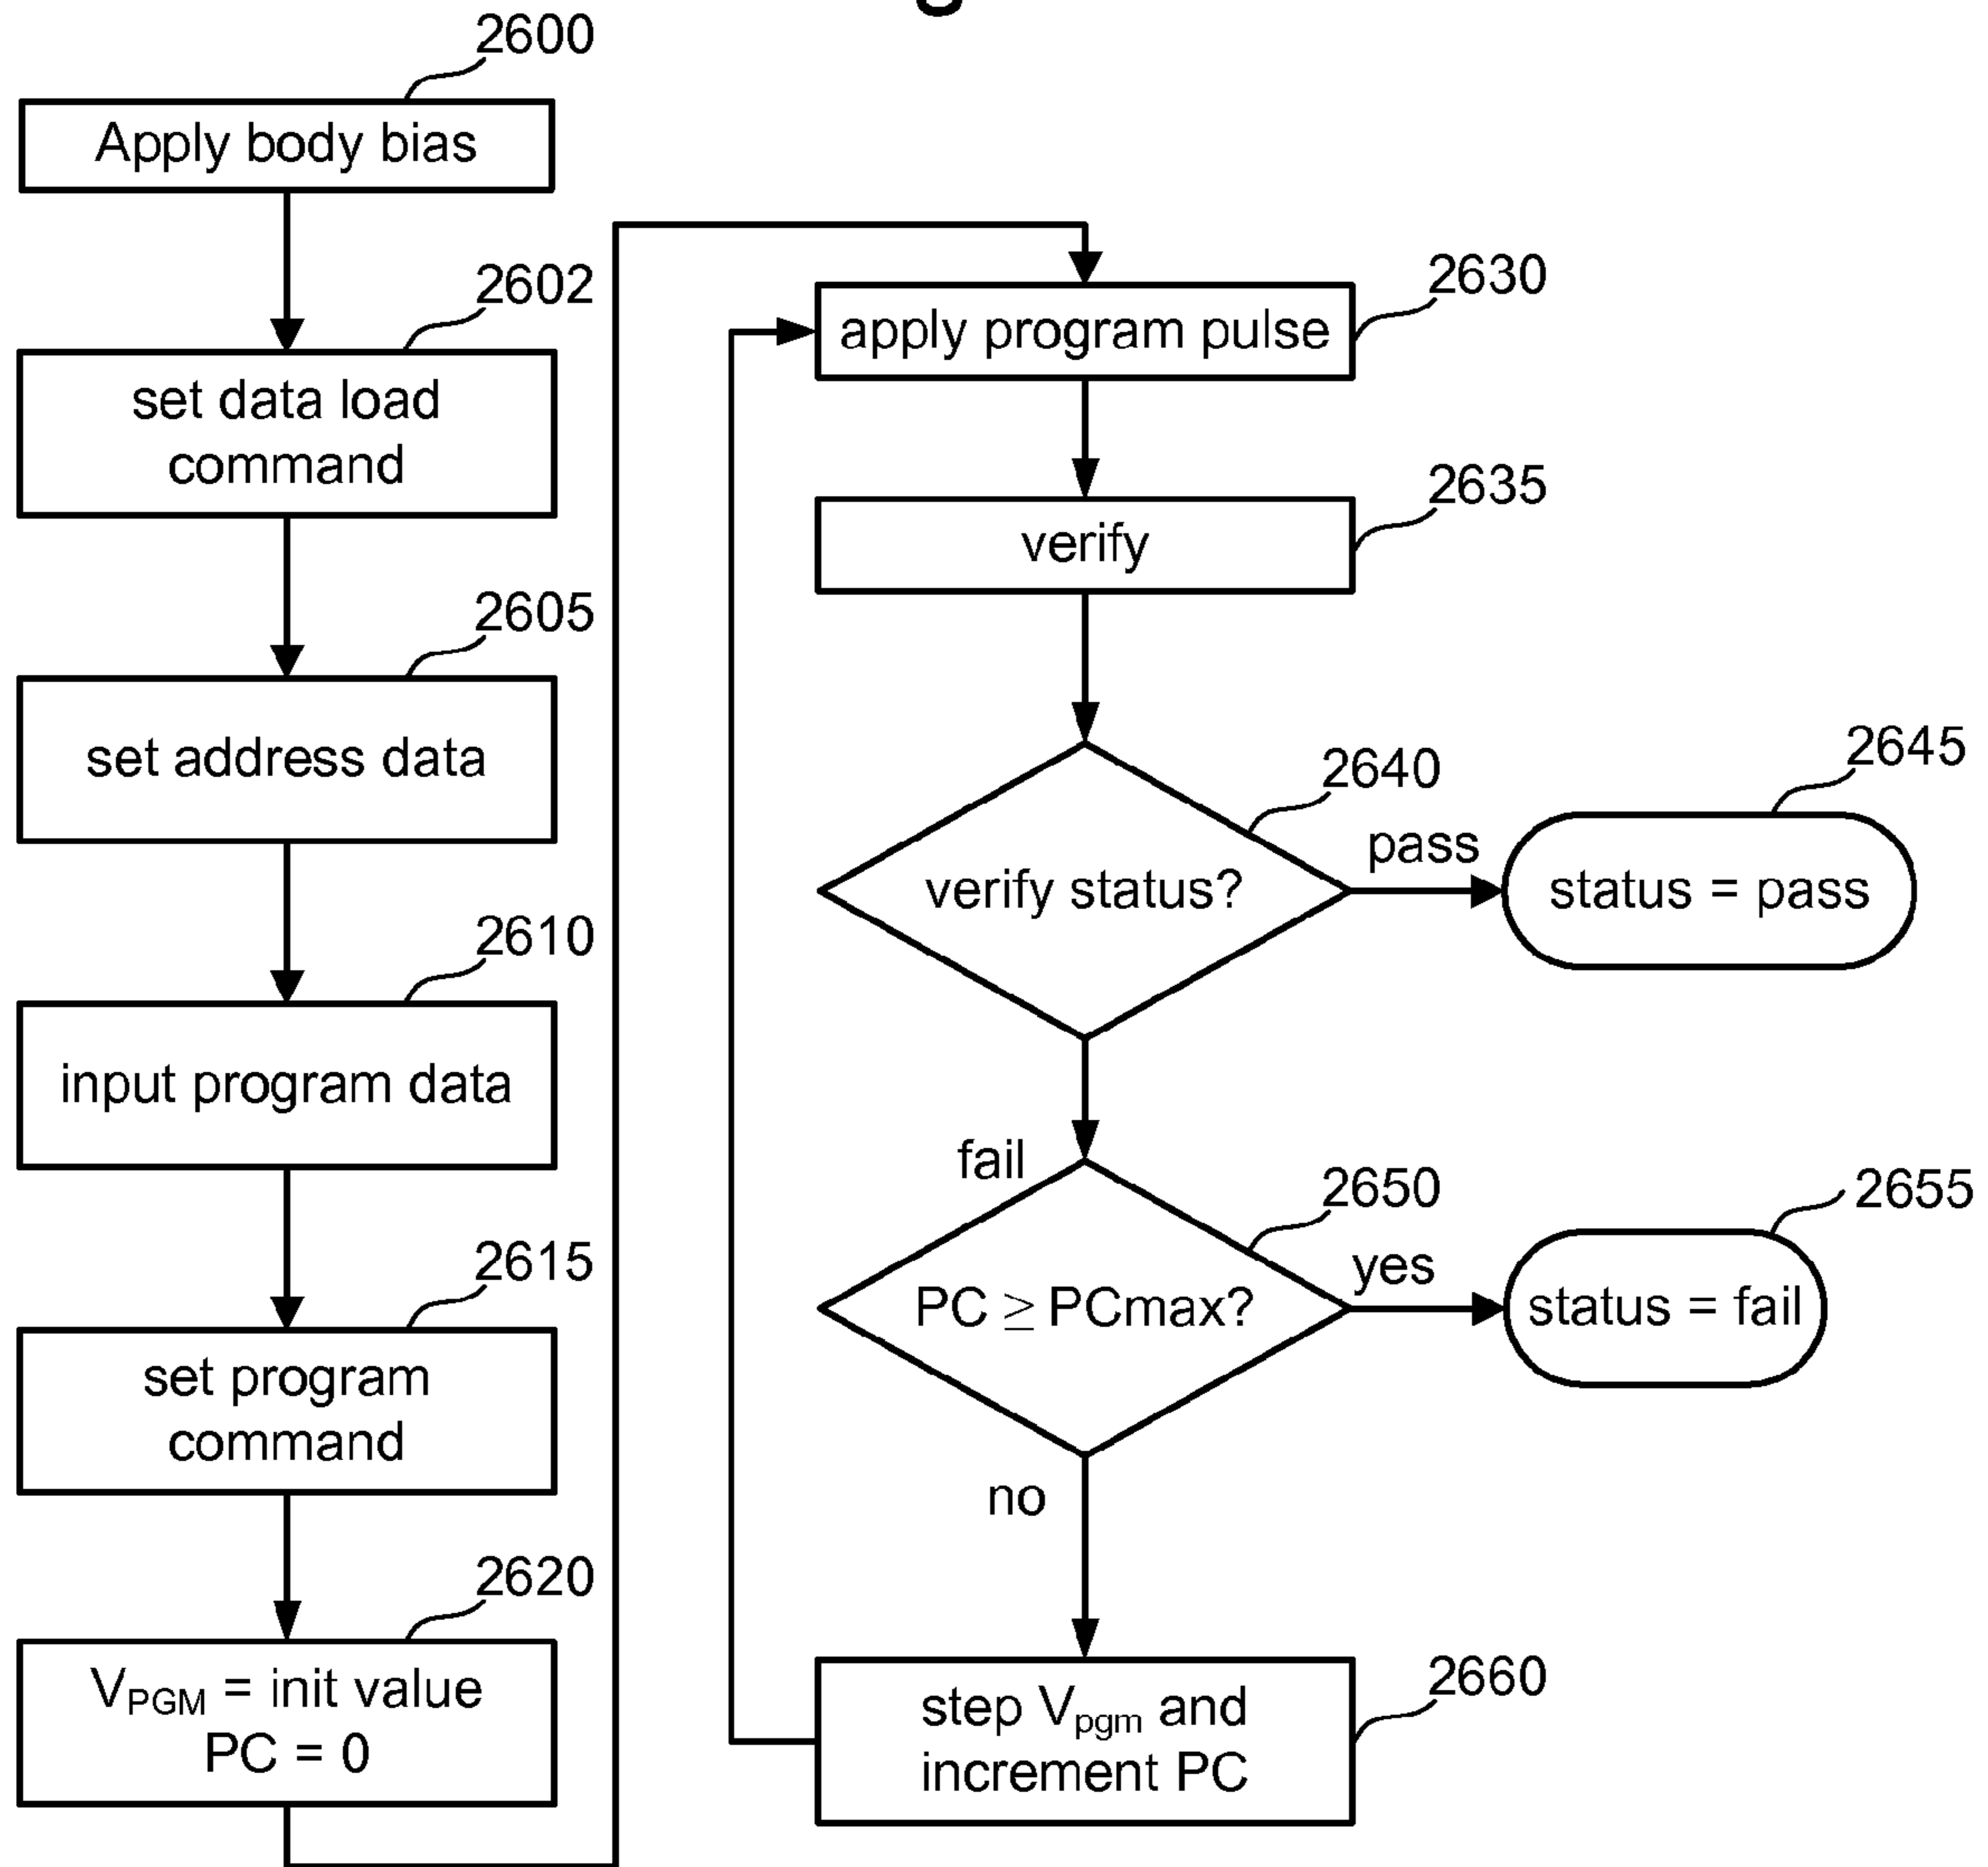 2600
Apply body bias
2602
set data load
command
2605
set address data
2610
input program data
2615
set program
command
2620
V_PGM = init value
PC = 0
2630
apply program pulse
2635
verify
2640
verify status?
pass
2645
status = pass
fail
2650
PC ≥ PCmax?
yes
2655
status = fail
no
2660
step V_pgm and
increment PC